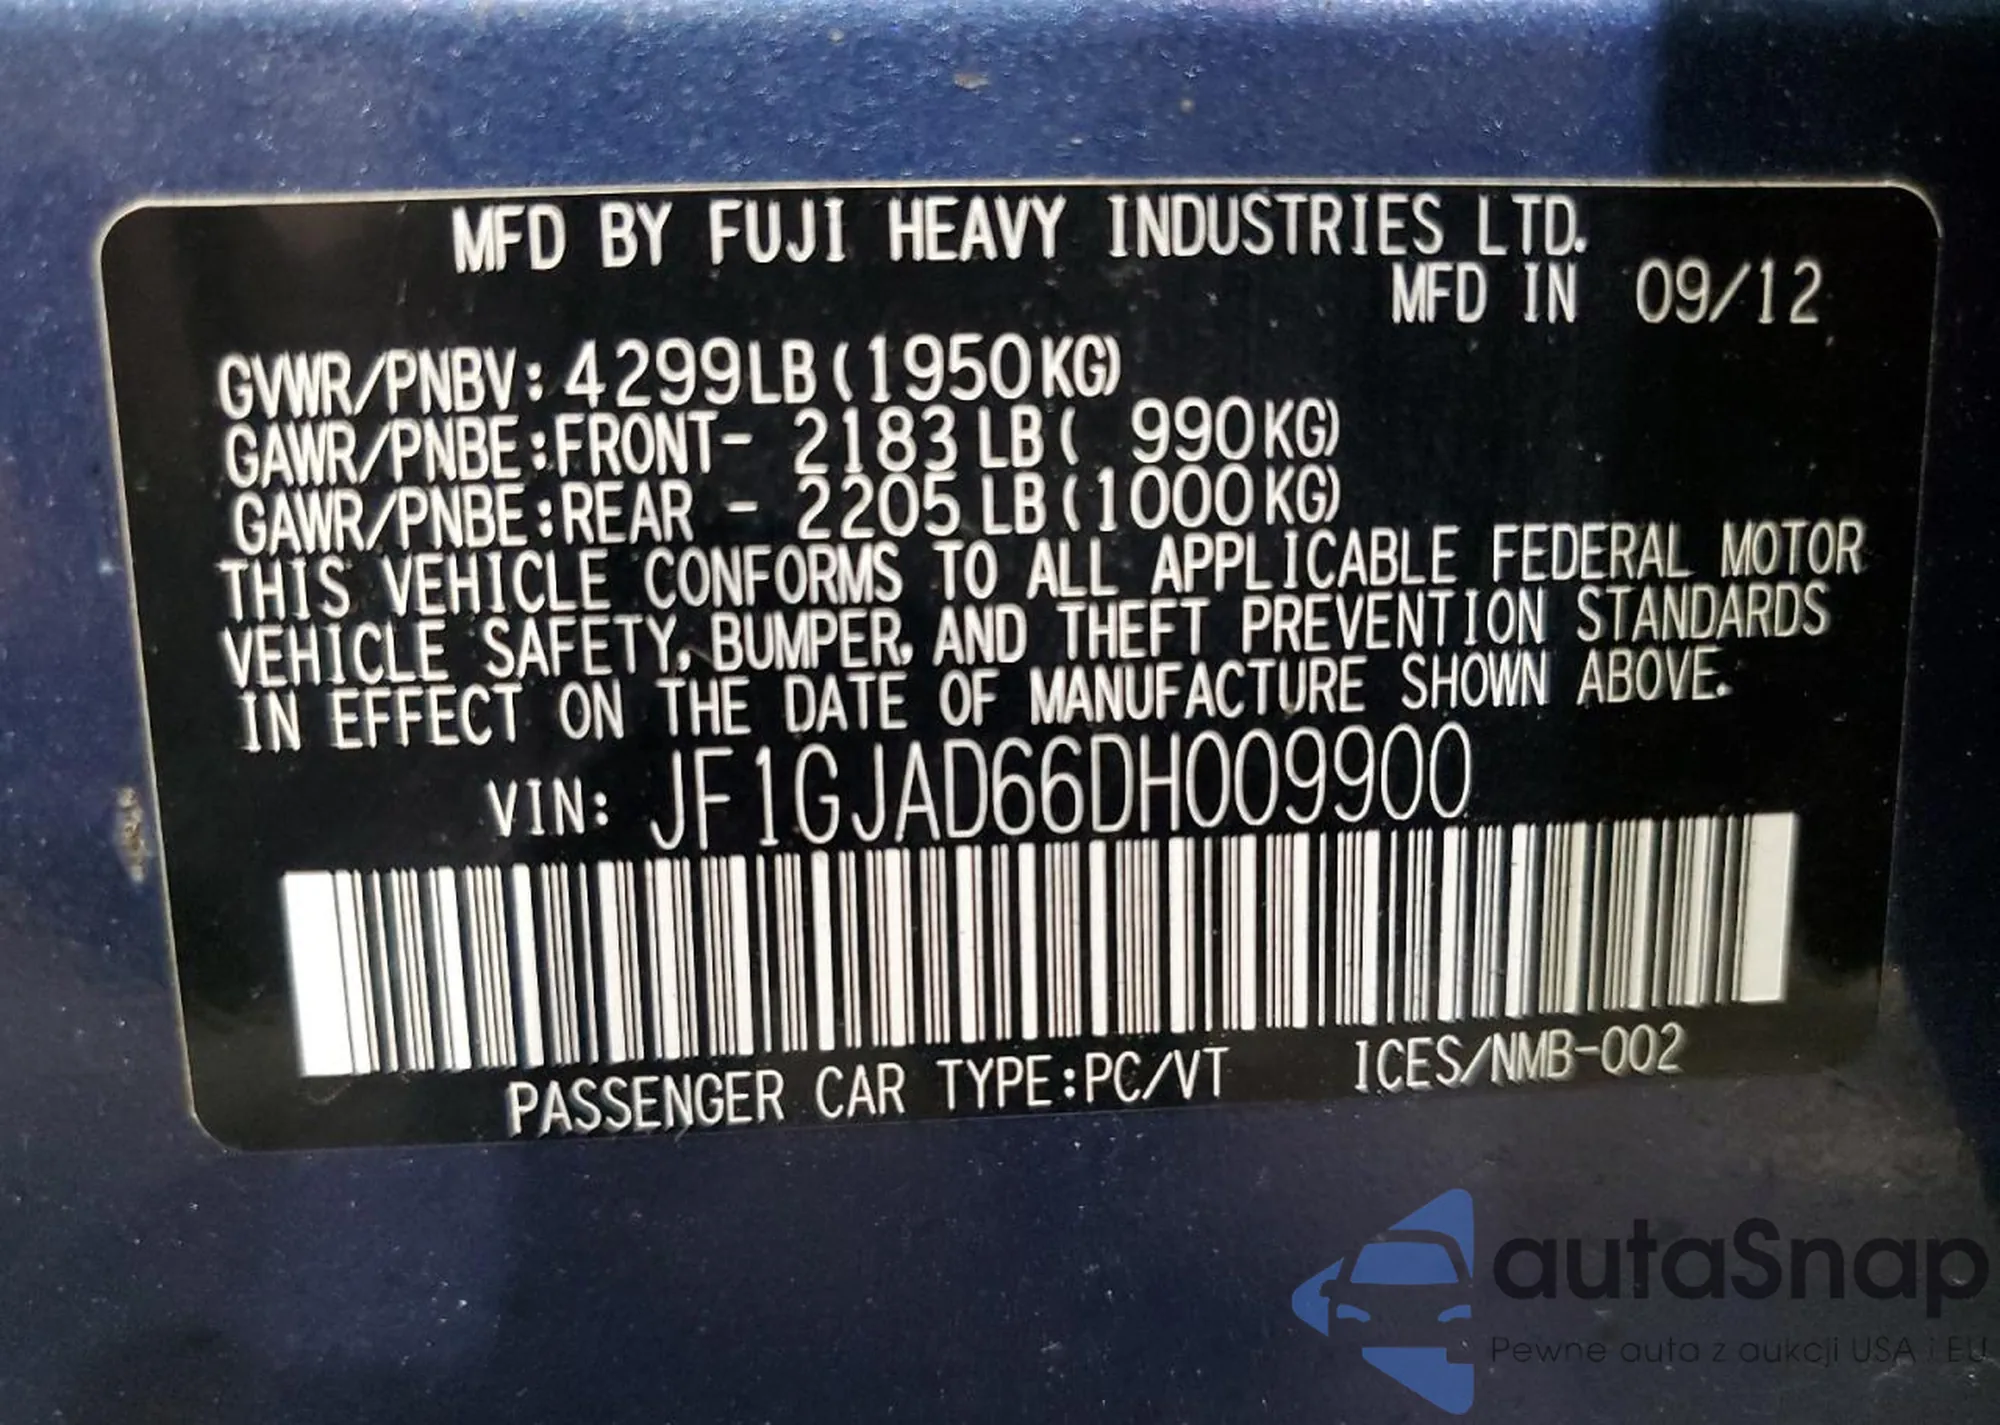 MFD BY FUJI HEAVY INDUSTRIES LTD.
MFD IN 09/12
GVWR/PNBV: 4299LB (1950KG)
GAWR/PNBE:FRONT- 2183 LB ( 990KG)
GAWR/PNBE:REAR - 2205 LB (1000KG)
THIS VEHICLE CONFORMS TO ALL APPLICABLE FEDERAL MOTOR
VEHICLE SAFETY, BUMPER, AND THEFT PREVENTION STANDARDS
IN EFFECT ON THE DATE OF MANUFACTURE SHOWN ABOVE.
VIN: JF1GJAD66DH009900
PASSENGER CAR TYPE:PC/VT ICES/NMB-002
autaSnap
Pewne auta z aukcji USA i EU